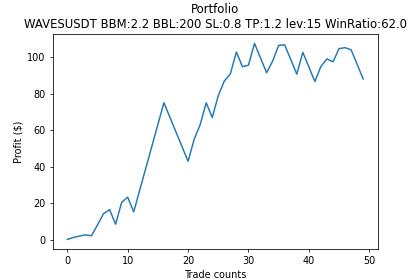 Portfolio
WAVESUSDT BBM:2.2 BBL:200 SL:0.8 TP:1.2 lev:15 WinRatio:62.0
100
80
60
40
20
0
Profit ($)
0 10 20 30 40 50
Trade counts